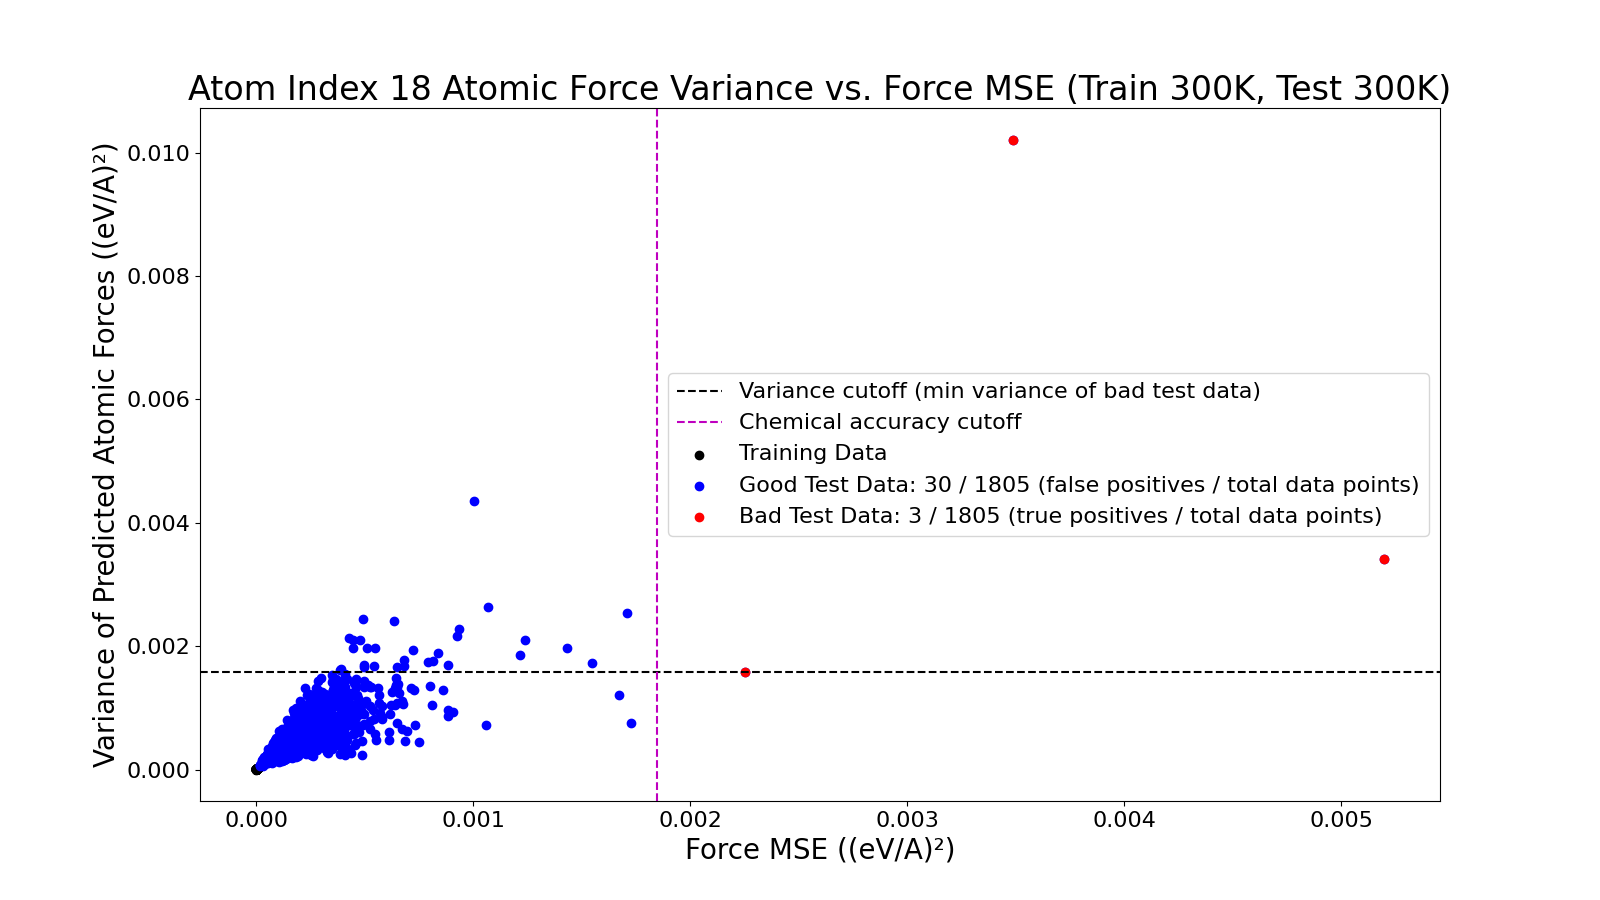 Atom Index 18 Atomic Force Variance vs. Force MSE (Train 300K, Test 300K)
Variance of Predicted Atomic Forces ((eV/A)²)
0.010
0.008
0.006
0.004
0.002
0.000
Variance cutoff (min variance of bad test data)
Chemical accuracy cutoff
Training Data
Good Test Data: 30 / 1805 (false positives / total data points)
Bad Test Data: 3 / 1805 (true positives / total data points)
0.000 0.001 0.002 0.003 0.004 0.005
Force MSE ((eV/A)²)